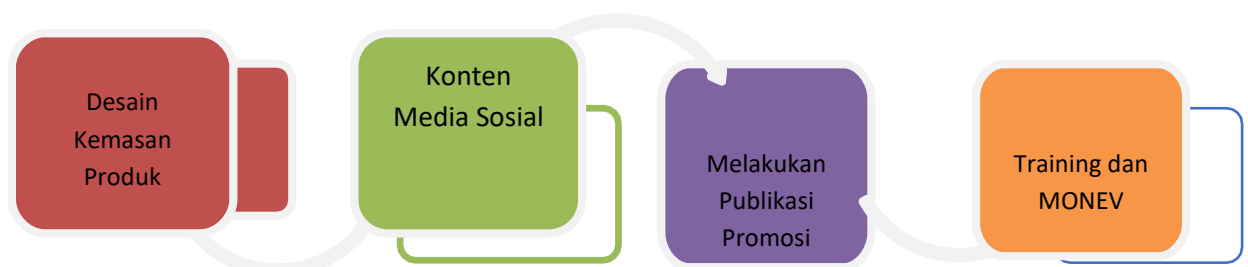 Desain
Kemasan
Produk
Konten
Media Sosial
Melakukan
Publikasi
Promosi
Training dan
MONEV